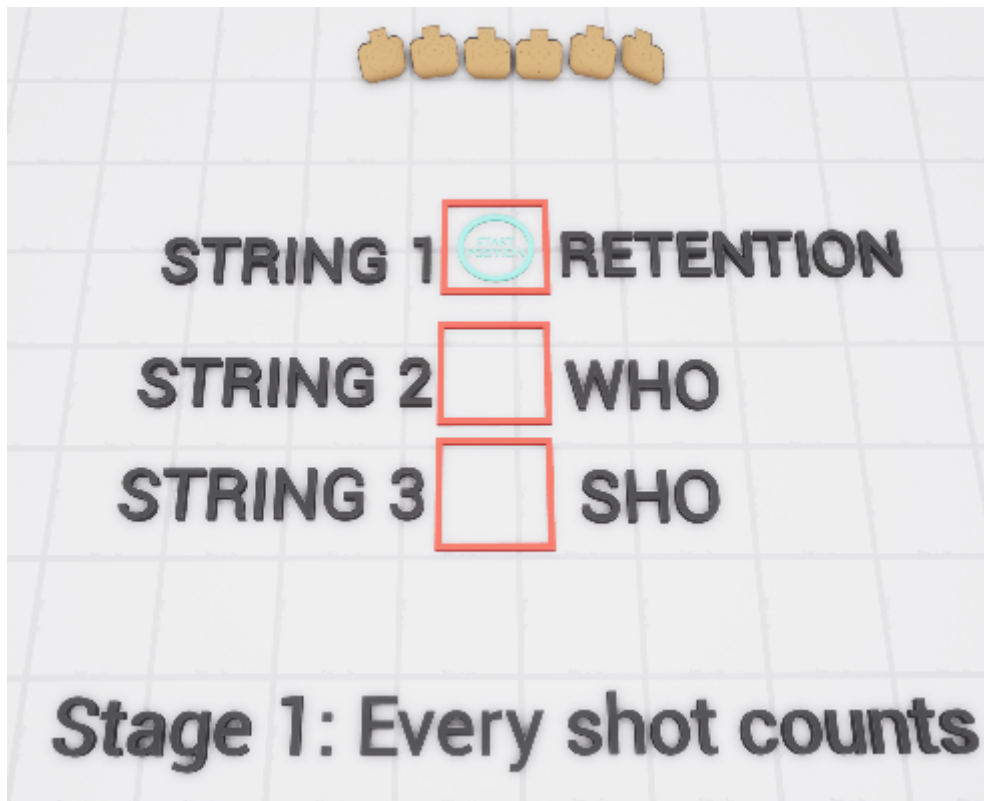 STRING 1 RETENTION
START
POSITION
STRING 2 WHO
STRING 3 SHO
Stage 1: Every shot counts